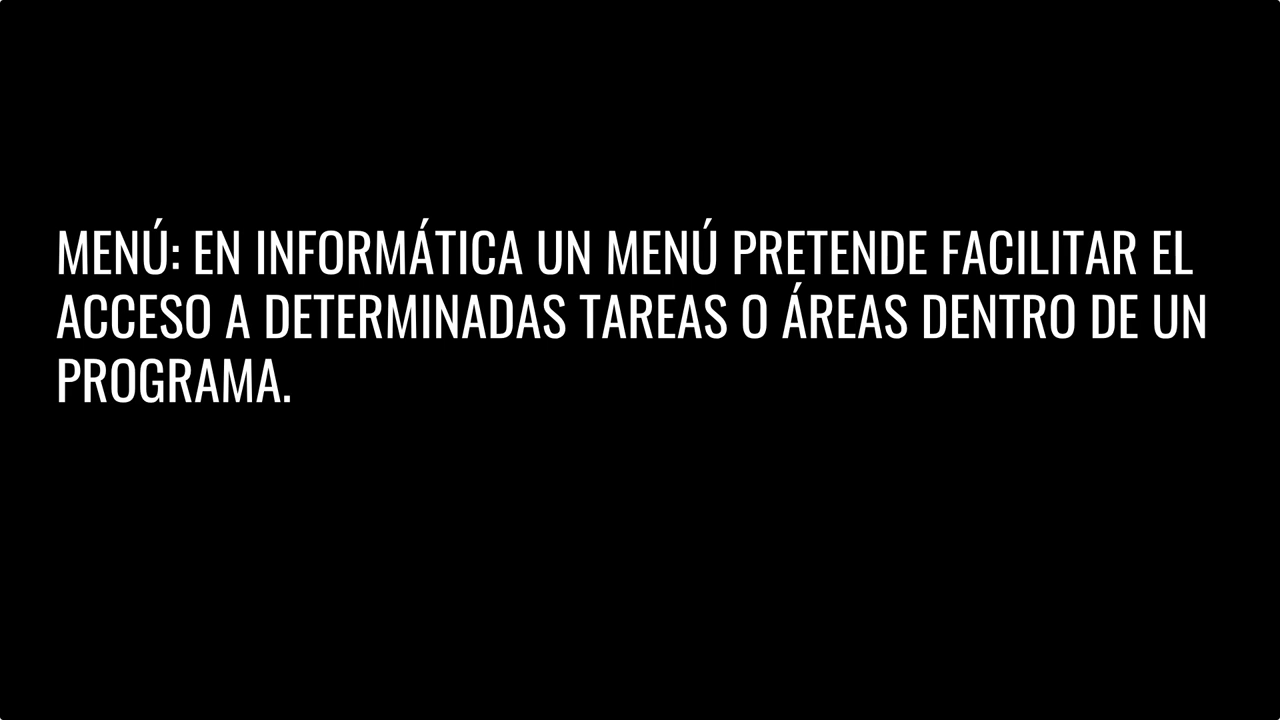 MENÚ: EN INFORMÁTICA UN MENÚ PRETENDE FACILITAR EL
ACCESO A DETERMINADAS TAREAS O ÁREAS DENTRO DE UN
PROGRAMA.